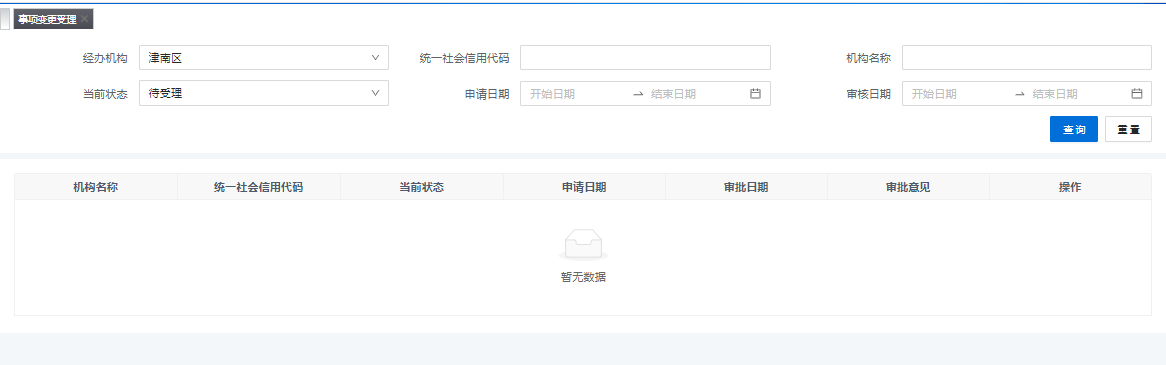 事项变更受理
经办机构 津南区 统一社会信用代码 机构名称
当前状态 待受理 申请日期 开始日期 结束日期 审核日期 开始日期 结束日期
查询 重置
机构名称 统一社会信用代码 当前状态 申请日期 审批日期 审批意见 操作
暂无数据